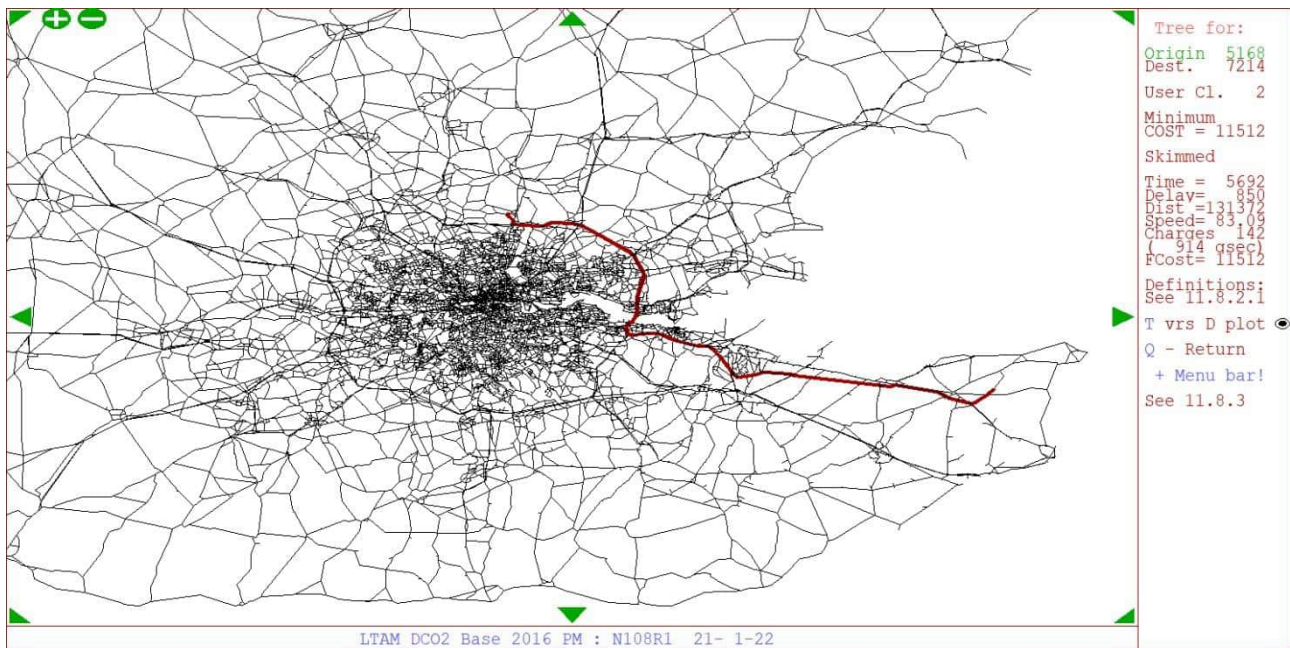 Tree for:
Origin 5168
Dest. 7214
User Cl. 2
Minimum
COST = 11512
Skimmed
Time = 5692
Delay= 850
Dist =131372
Speed= 83.09
Charges 142
( 914 gsec)
FCost= 11512
Definitions:
See 11.8.2.1
T vrs D plot
Q - Return
+ Menu bar!
See 11.8.3
LTAM DCO2 Base 2016 PM : N108R1 21- 1-22